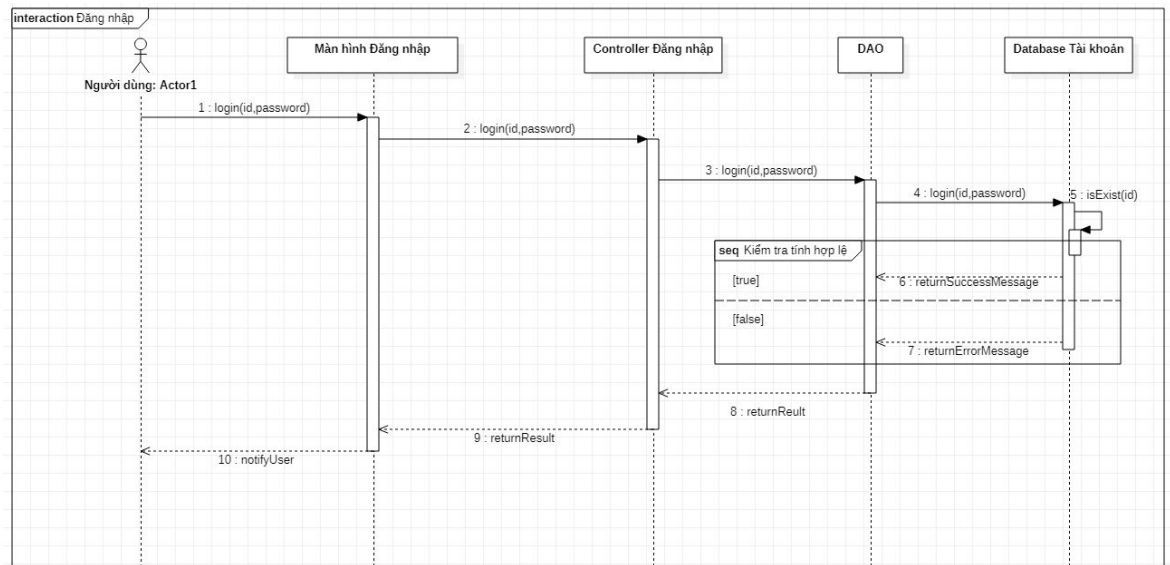 interaction Đăng nhập
Màn hình Đăng nhập
Controller Đăng nhập
DAO
Database Tài khoản
Người dùng: Actor1
1 : login(id,password)
2 : login(id,password)
3 : login(id,password)
4 : login(id,password)
5 : isExist(id)
seq Kiểm tra tính hợp lệ
[true]
6 : returnSuccessMessage
[false]
7 : returnErrorMessage
8 : returnReult
9 : returnResult
10 : notifyUser